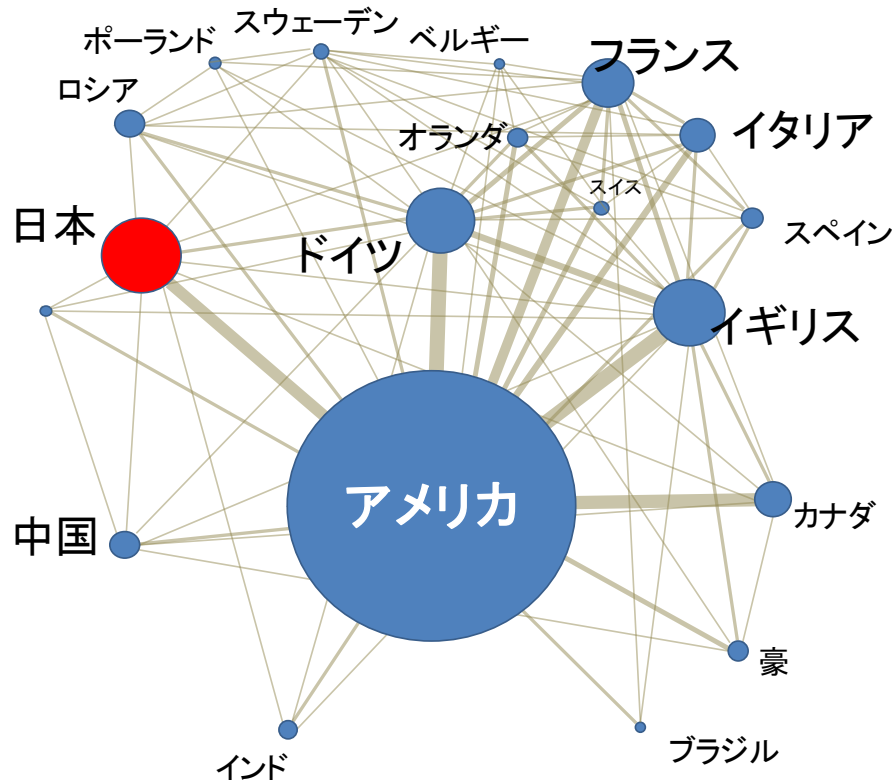 スウェーデン
ポーランド
ベルギー
フランス
ロシア
オランダ
イタリア
スイス
日本
ドイツ
スペイン
イギリス
アメリカ
カナダ
中国
豪
ブラジル
インド